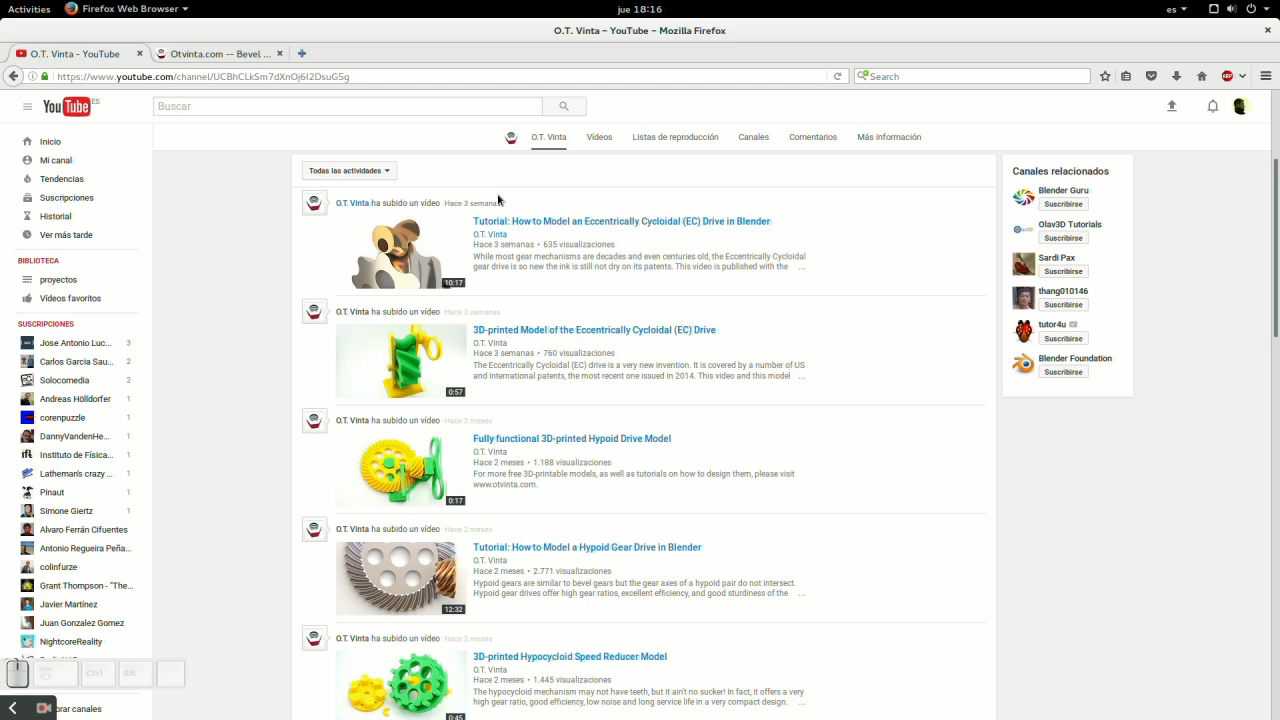 Activities
Firefox Web Browser
jue 18:16
es
O.T. Vinta – YouTube – Mozilla Firefox
O.T. Vinta - YouTube
Otvinta.com -- Bevel ...
https://www.youtube.com/channel/UCBhCLkSm7dXnOj6I2DsuG5g
Search
ABP
YouTube ES
Buscar
O.T. Vinta
Vídeos
Listas de reproducción
Canales
Comentarios
Más información
Inicio
Mi canal
Tendencias
Suscripciones
Historial
Ver más tarde
BIBLIOTECA
proyectos
Vídeos favoritos
SUSCRIPCIONES
Jose Antonio Luc... 3
Carlos Garcia Sau... 2
Solocomedia 2
Andreas Hölldorfer 1
corenpuzzle 1
DannyVandenHe... 1
Instituto de Física... 1
Latheman's crazy ... 1
Pinaut 1
Simone Giertz 1
Alvaro Ferrán Cifuentes
Antonio Regueira Peña...
colinfurze
Grant Thompson - "The...
Javier Martínez
Juan Gonzalez Gomez
NightcoreReality
Ctrl
Alt
orar canales
Todas las actividades
O.T. Vinta ha subido un vídeo Hace 3 semanas
Tutorial: How to Model an Eccentrically Cycloidal (EC) Drive in Blender
O.T. Vinta
Hace 3 semanas • 635 visualizaciones
While most gear mechanisms are decades and even centuries old, the Eccentrically Cycloidal
gear drive is so new the ink is still not dry on its patents. This video is published with the ...
10:17
O.T. Vinta ha subido un vídeo Hace 3 semanas
3D-printed Model of the Eccentrically Cycloidal (EC) Drive
O.T. Vinta
Hace 3 semanas • 760 visualizaciones
The Eccentrically Cycloidal (EC) drive is a very new invention. It is covered by a number of US
and international patents, the most recent one issued in 2014. This video and this model ...
0:57
O.T. Vinta ha subido un vídeo Hace 2 meses
Fully functional 3D-printed Hypoid Drive Model
O.T. Vinta
Hace 2 meses • 1.188 visualizaciones
For more free 3D-printable models, as well as tutorials on how to design them, please visit
www.otvinta.com.
0:17
O.T. Vinta ha subido un vídeo Hace 2 meses
Tutorial: How to Model a Hypoid Gear Drive in Blender
O.T. Vinta
Hace 2 meses • 2.771 visualizaciones
Hypoid gears are similar to bevel gears but the gear axes of a hypoid pair do not intersect.
Hypoid gear drives offer high gear ratios, excellent efficiency, and good sturdiness of the ...
12:32
O.T. Vinta ha subido un vídeo Hace 2 meses
3D-printed Hypocycloid Speed Reducer Model
O.T. Vinta
Hace 2 meses • 1.445 visualizaciones
The hypocycloid mechanism may not have teeth, but it ain't no sucker! In fact, it offers a very
high gear ratio, good efficiency, low noise and long service life in a very compact design. ...
0:45
Canales relacionados
Blender Guru
Suscribirse
Olav3D Tutorials
Suscribirse
Sardi Pax
Suscribirse
thang010146
Suscribirse
tutor4u
Suscribirse
Blender Foundation
Suscribirse